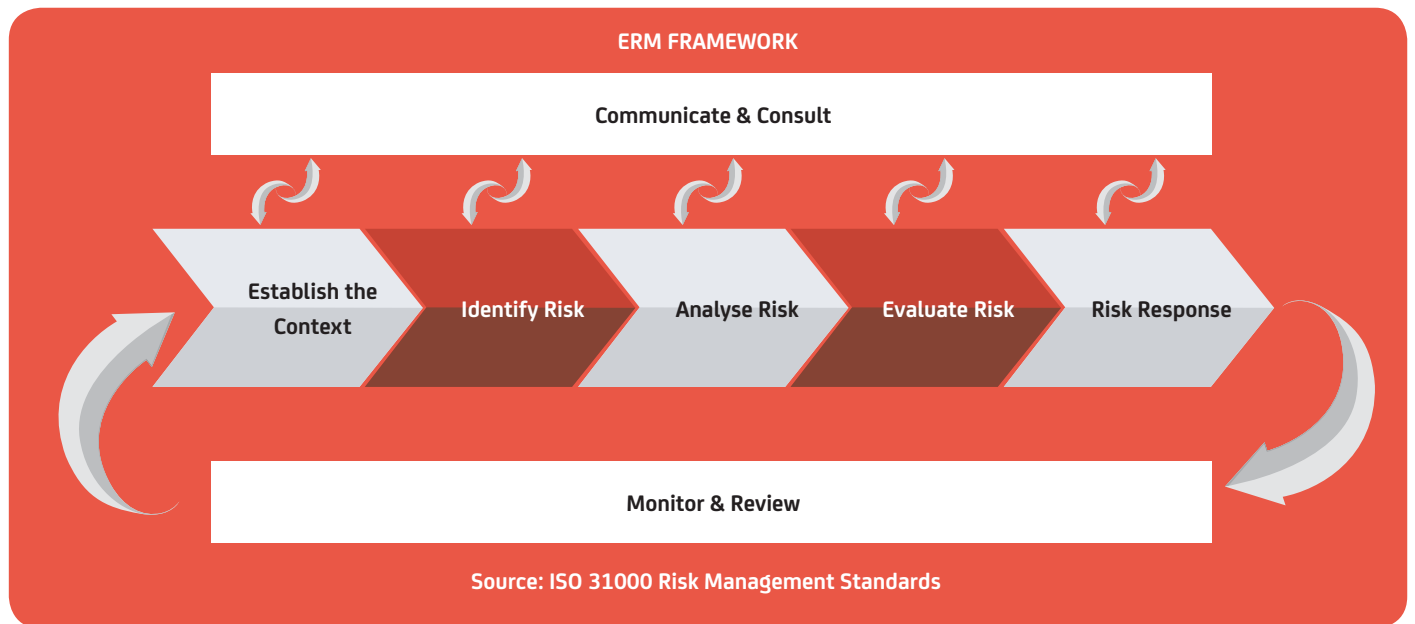 ERM FRAMEWORK
Communicate & Consult
Establish the
Context
Identify Risk
Analyse Risk
Evaluate Risk
Risk Response
Monitor & Review
Source: ISO 31000 Risk Management Standards